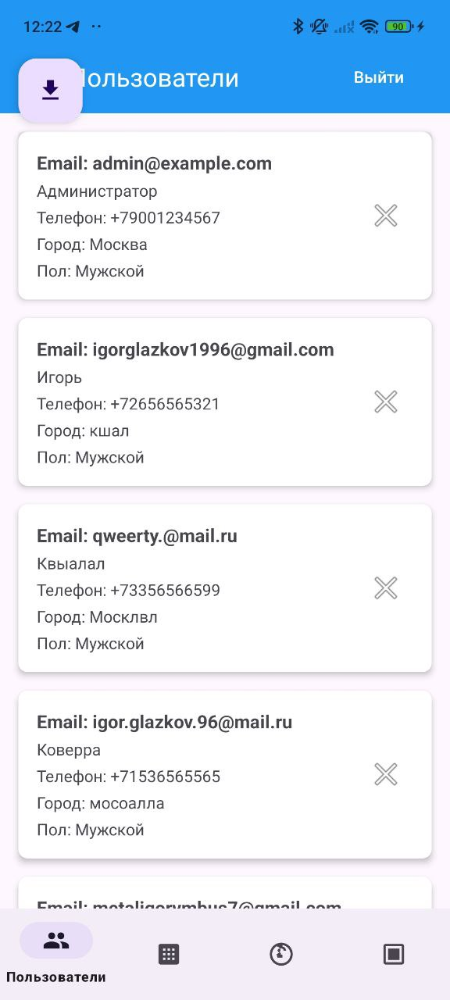 12:22
90
Пользователи
Выйти
Email: admin@example.com
Администратор
Телефон: +79001234567
Город: Москва
Пол: Мужской
Email: igorglazkov1996@gmail.com
Игорь
Телефон: +72656565321
Город: кшал
Пол: Мужской
Email: qweerty.@mail.ru
Квыалал
Телефон: +73356566599
Город: Москлвл
Пол: Мужской
Email: igor.glazkov.96@mail.ru
Коверра
Телефон: +71536565565
Город: мосоалла
Пол: Мужской
Email: metaligorymbus7@gmail.com
Пользователи